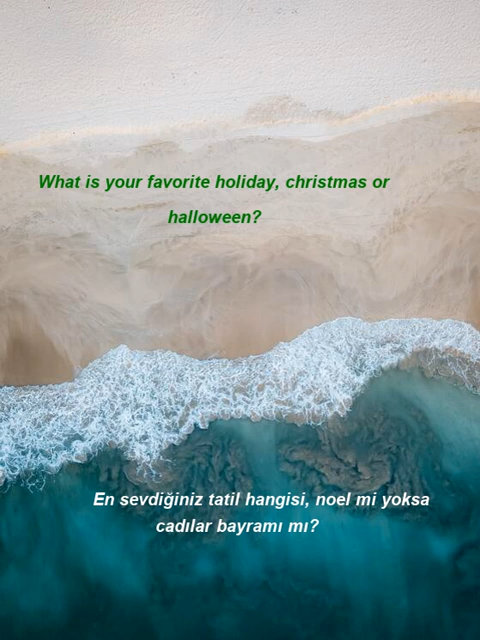 What is your favorite holiday, christmas or
halloween?
En sevdiğiniz tatil hangisi, noel mi yoksa
cadılar bayramı mı?